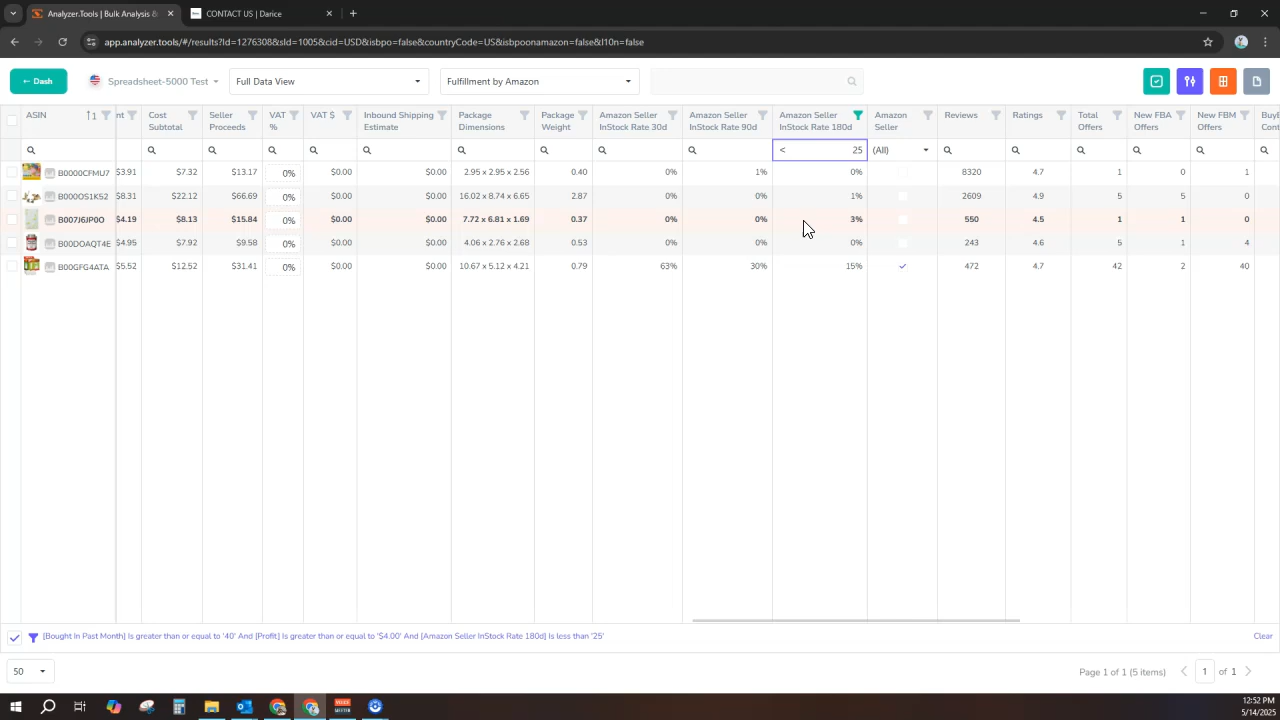 Analyzer.Tools | Bulk Analysis &
CONTACT US | Darice
app.analyzer.tools/#/results?id=1276308&sId=1005&cid=USD&isbpo=false&countryCode=US&isbpoonamazon=false&l10n=false
← Dash
Spreadsheet-5000 Test
Full Data View
Fulfillment by Amazon
ASIN
1
nt
Cost Subtotal
Seller Proceeds
VAT %
VAT $
Inbound Shipping Estimate
Package Dimensions
Package Weight
Amazon Seller InStock Rate 30d
Amazon Seller InStock Rate 90d
Amazon Seller InStock Rate 180d
Amazon Seller
Reviews
Ratings
Total Offers
New FBA Offers
New FBM Offers
< 25
(All)
B0000CFMU7 $3.91 $7.32 $13.17 0% $0.00 $0.00 2.95 x 2.95 x 2.56 0.40 0% 1% 0% 8320 4.7 1 0 1
B000OS1K52 $8.31 $22.12 $66.69 0% $0.00 $0.00 16.02 x 8.74 x 6.65 2.87 0% 0% 1% 2609 4.9 5 5 0
B007J6JP0O $4.19 $8.13 $15.84 0% $0.00 $0.00 7.72 x 6.81 x 1.69 0.37 0% 0% 3% 550 4.5 1 1 0
B00DOAQT4E $4.95 $7.92 $9.58 0% $0.00 $0.00 4.06 x 2.76 x 2.68 0.53 0% 0% 0% 243 4.6 5 1 4
B00GFG4ATA $5.52 $12.52 $31.41 0% $0.00 $0.00 10.67 x 5.12 x 4.21 0.79 63% 30% 15% 472 4.7 42 2 40
[Bought In Past Month] Is greater than or equal to '40' And [Profit] Is greater than or equal to '$4.00' And [Amazon Seller InStock Rate 180d] Is less than '25'
Clear
50
Page 1 of 1 (5 items)
1 of 1
12:52 PM
5/14/2025